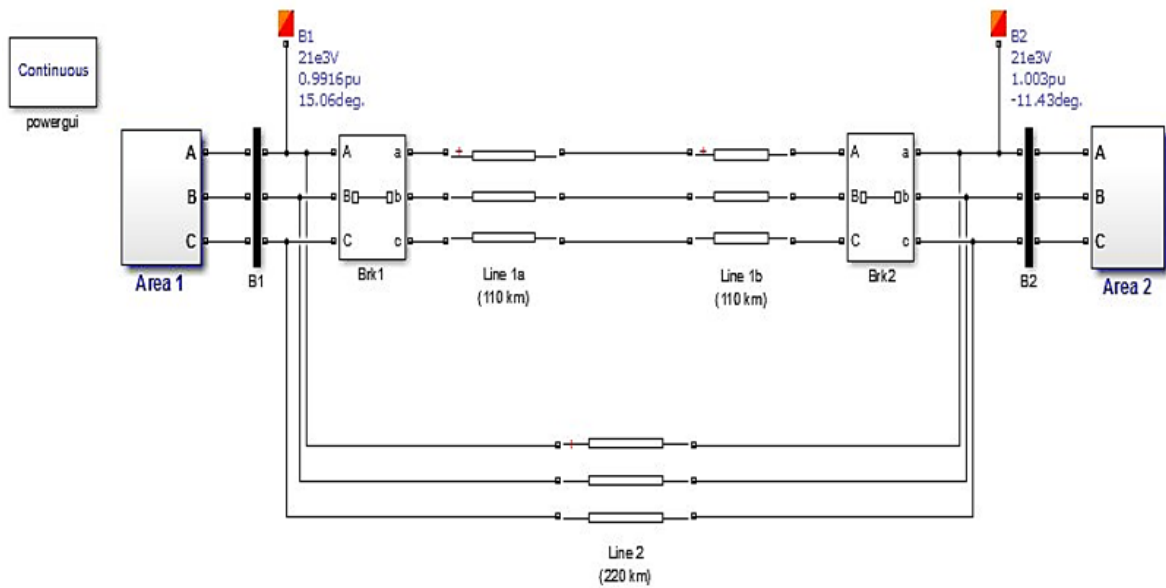 Continuous
powergui
B1
21e3V
0.9916pu
15.06deg.
B2
21e3V
1.003pu
-11.43deg.
A
B
C
Area 1
B1
A a
B b
C c
Brk1
Line 1a
(110 km)
Line 1b
(110 km)
A a
B b
C c
Brk2
B2
A
B
C
Area 2
Line 2
(220 km)